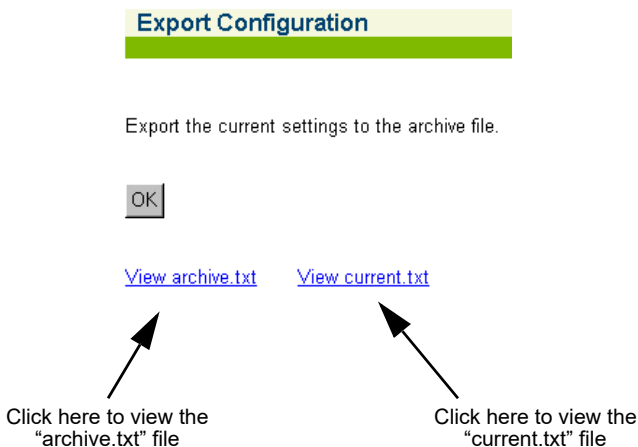 Export Configuration
Export the current settings to the archive file.
OK
View archive.txt View current.txt
Click here to view the
“archive.txt” file
Click here to view the
“current.txt” file